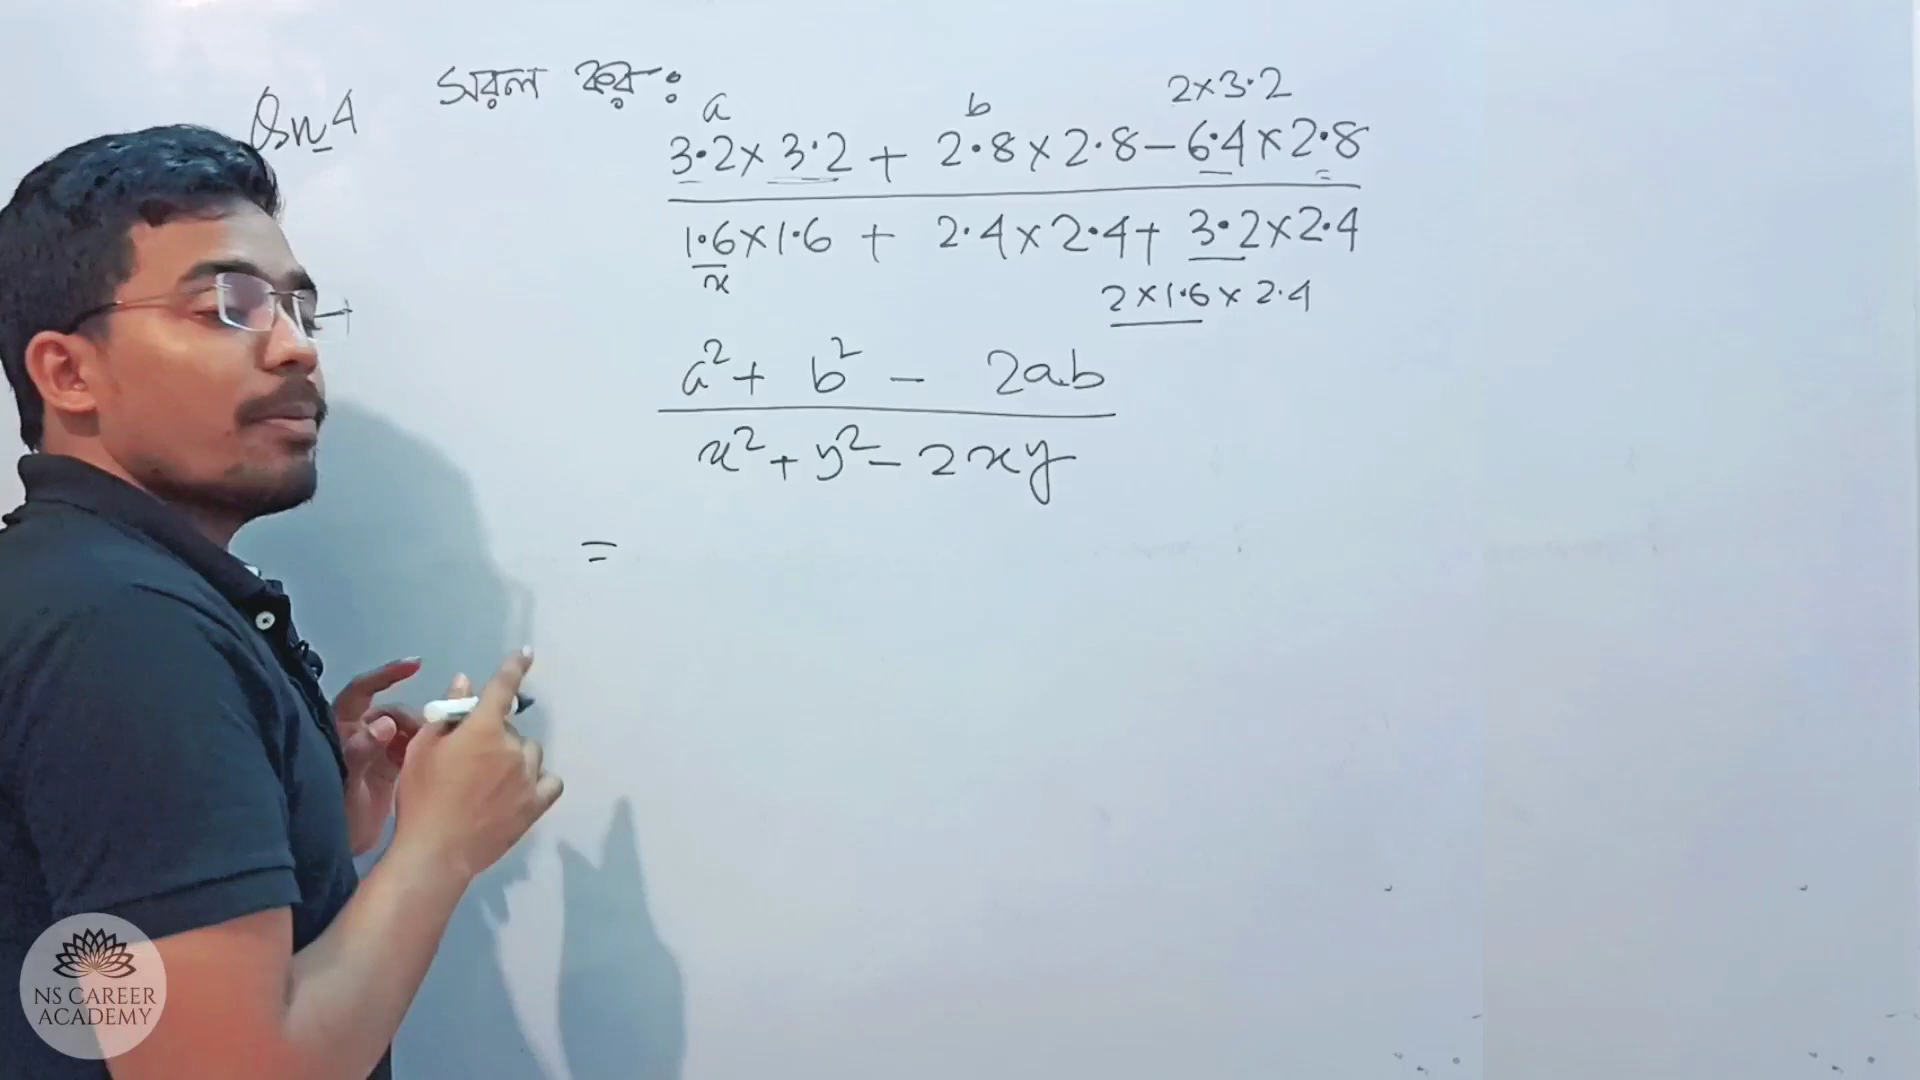 Qn 4 সরল কর :
a b 2×3.2
3.2× 3.2 + 2.8×2.8-6.4×2.8
1.6×1.6 + 2.4×2.4+ 3.2×2.4
x 2×1.6×2.4
a²+ b² - 2ab
x²+y²-2xy
=
NS CAREER
ACADEMY